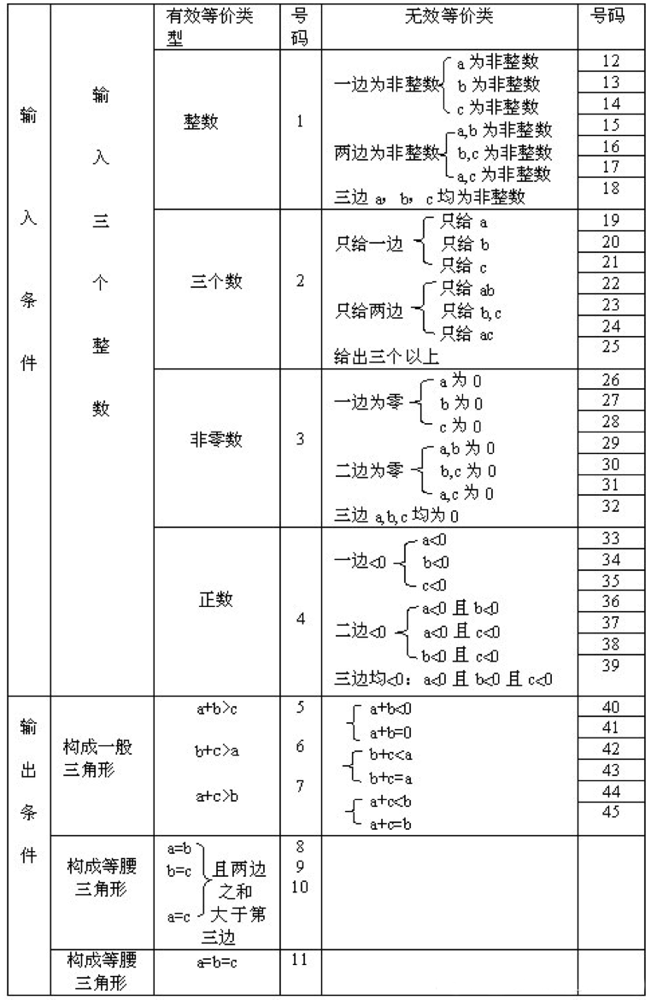 有效等价类型 号码 无效等价类 号码
输入条件
输入三个整数
整数 1
一边为非整数
a 为非整数 12
b 为非整数 13
c 为非整数 14
两边为非整数
a,b 为非整数 15
b,c 为非整数 16
a,c 为非整数 17
三边 a, b, c 均为非整数 18
三个数 2
只给一边
只给 a 19
只给 b 20
只给 c 21
只给两边
只给 ab 22
只给 b,c 23
只给 ac 24
给出三个以上 25
非零数 3
一边为零
a 为 0 26
b 为 0 27
c 为 0 28
二边为零
a,b 为 0 29
b,c 为 0 30
a,c 为 0 31
三边 a,b,c 均为 0 32
正数 4
一边<0
a<0 33
b<0 34
c<0 35
二边<0
a<0 且 b<0 36
a<0 且 c<0 37
b<0 且 c<0 38
三边均<0: a<0 且 b<0 且 c<0 39
输出条件
构成一般三角形
a+b>c 5
a+b<0 40
a+b=0 41
b+c>a 6
b+c<a 42
b+c=a 43
a+c>b 7
a+c<b 44
a+c=b 45
构成等腰三角形
a=b 8
b=c 9
a=c 10
且两边之和大于第三边
构成等腰三角形
a=b=c 11